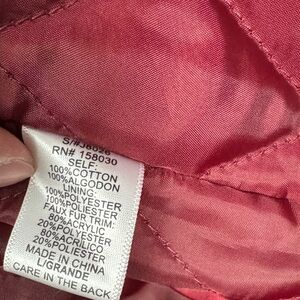 S/N# J8026
RN# 158030
SELF:
100%COTTON
100%ALGODON
LINING:
100%POLYESTER
100%POLIESTER
FAUX FUR TRIM:
80%ACRYLIC
20%POLYESTER
80%ACRILICO
20%POLIESTER
MADE IN CHINA
L/GRANDE
CARE IN THE BACK